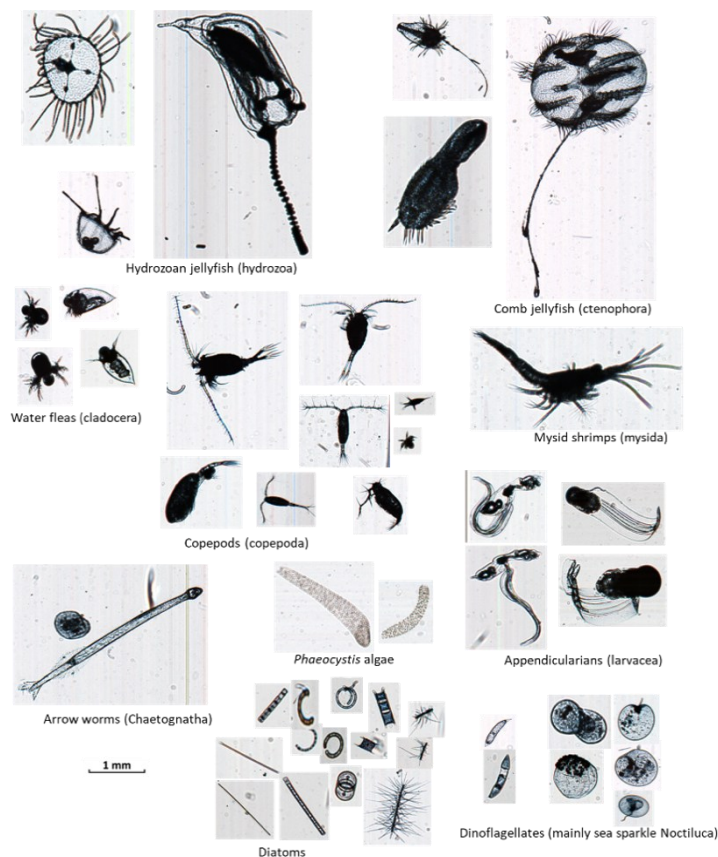 Hydrozoan jellyfish (hydrozoa)
Comb jellyfish (ctenophora)
Water fleas (cladocera)
Mysid shrimps (mysida)
Copepods (copepoda)
Phaeocystis algae
Appendicularians (larvacea)
Arrow worms (Chaetognatha)
1 mm
Dinoflagellates (mainly sea sparkle Noctiluca)
Diatoms